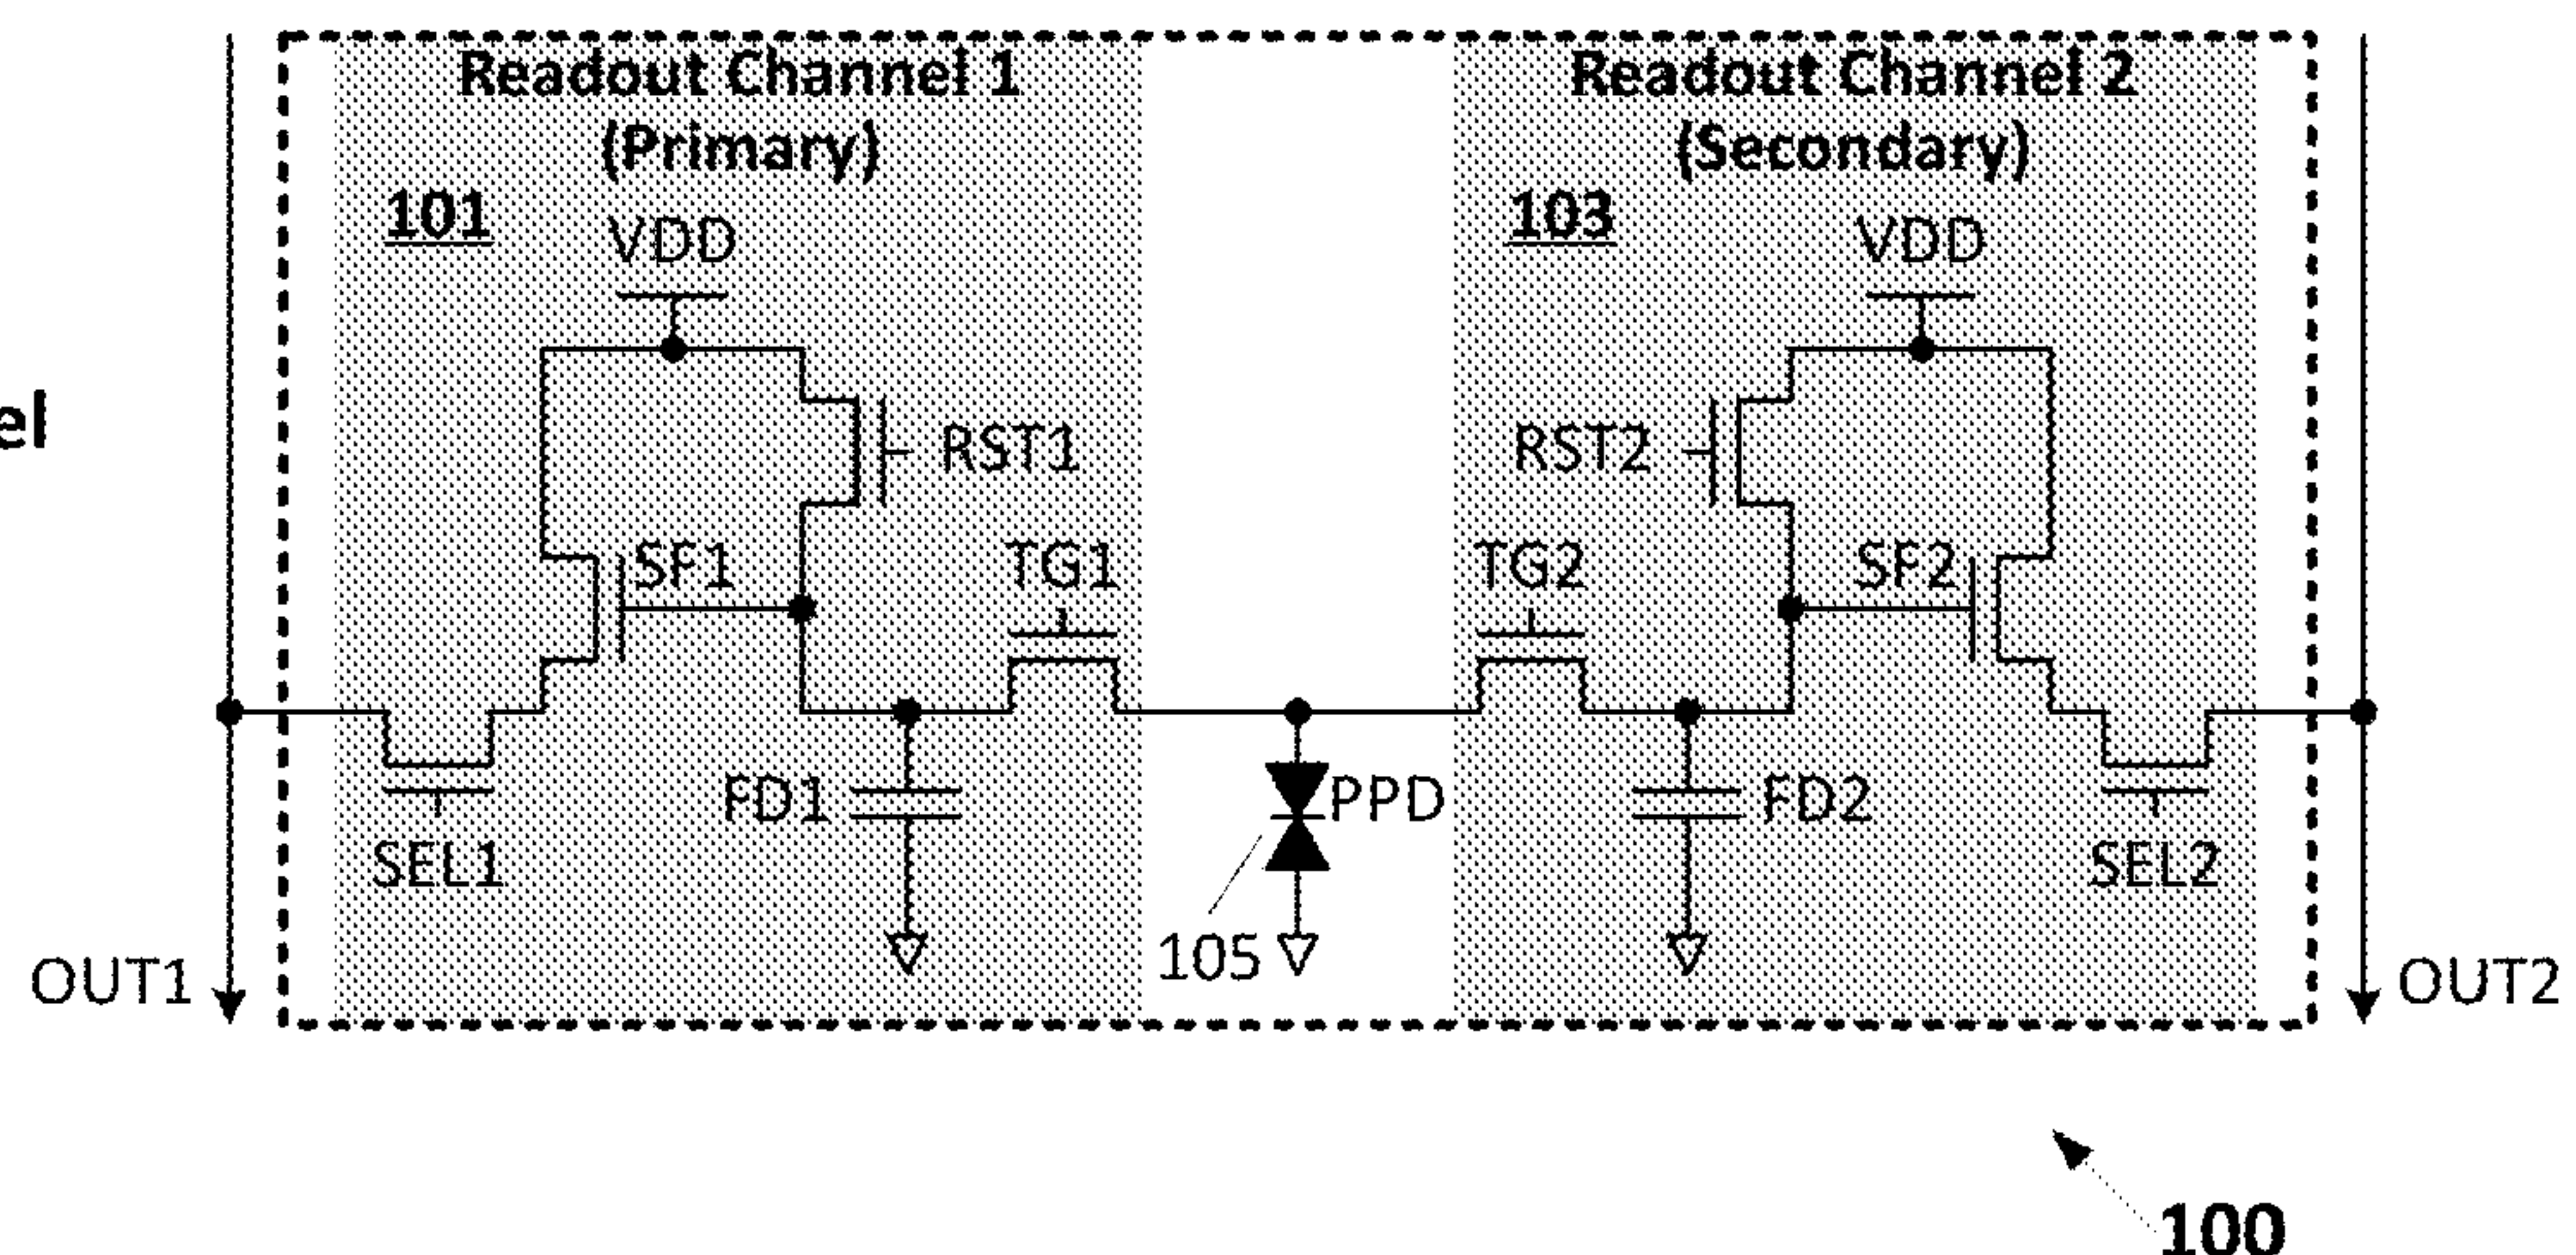 Readout Channel 1
(Primary)
Readout Channel 2
(Secondary)
101
VDD
103
VDD
el
RST1
RST2
SF1
TG1
TG2
SF2
FD1
PPD
FD2
SEL1
SEL2
105
OUT1
OUT2
100